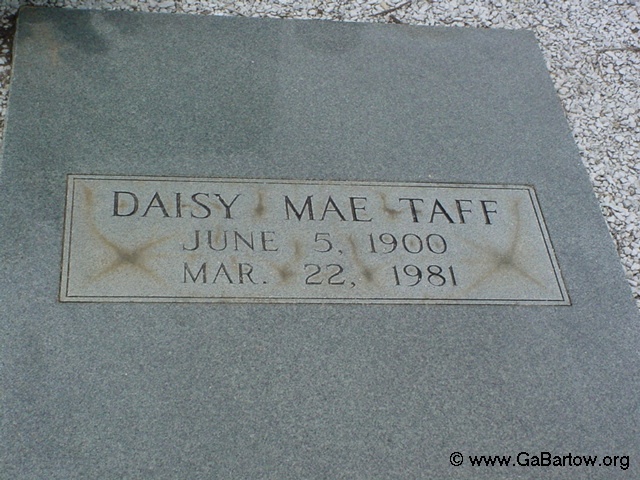 DAISY MAE TAFF
JUNE 5, 1900
MAR. 22, 1981
© www.GaBartow.org